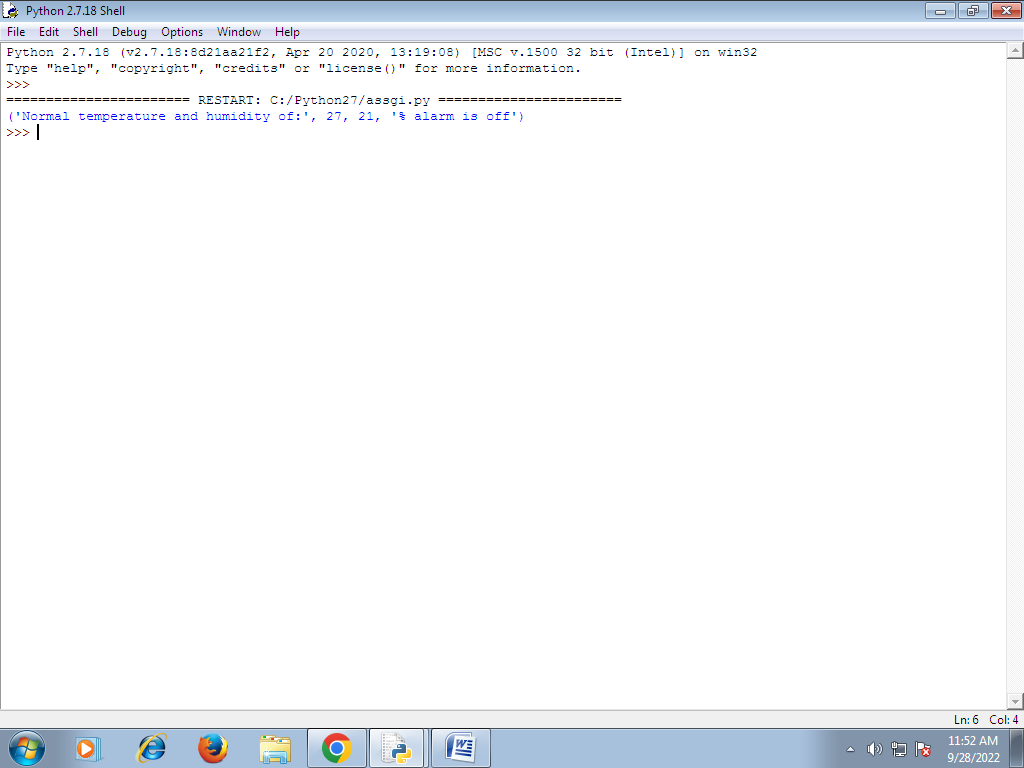 Python 2.7.18 Shell
File Edit Shell Debug Options Window Help
Python 2.7.18 (v2.7.18:8d21aa21f2, Apr 20 2020, 13:19:08) [MSC v.1500 32 bit (Intel)] on win32
Type "help", "copyright", "credits" or "license()" for more information.
>>>
======================= RESTART: C:/Python27/assgi.py =======================
('Normal temperature and humidity of:', 27, 21, '% alarm is off')
>>>
Ln: 6 Col: 4
11:52 AM
9/28/2022